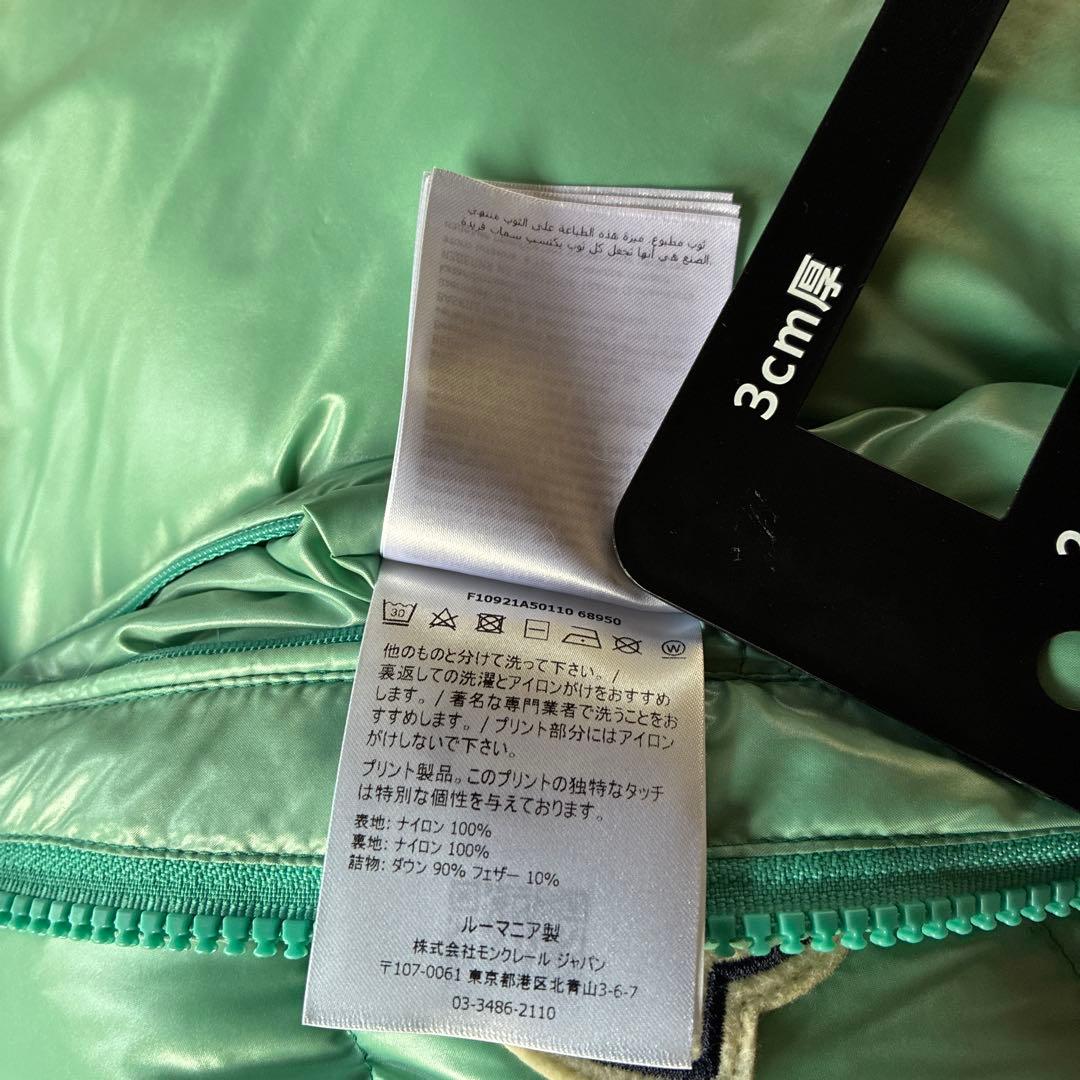 ثوب مطبوع. ميزة هذه الطباعة على الثوب منتهي
الصنع هي أنها تجعل كل ثوب يكتسب سمات فريدة.
3cm厚
2
F10921A50110 68950
30
W
他のものと分けて洗って下さい。/
裏返しての洗濯とアイロンがけをおすすめ
します。/ 著名な専門業者で洗うことをお
すすめします。/ プリント部分にはアイロン
がけしないで下さい。
プリント製品。このプリントの独特なタッチ
は特別な個性を与えております。
表地: ナイロン 100%
裏地: ナイロン 100%
詰物: ダウン 90% フェザー 10%
ルーマニア製
株式会社モンクレール ジャパン
〒107-0061 東京都港区北青山3-6-7
03-3486-2110